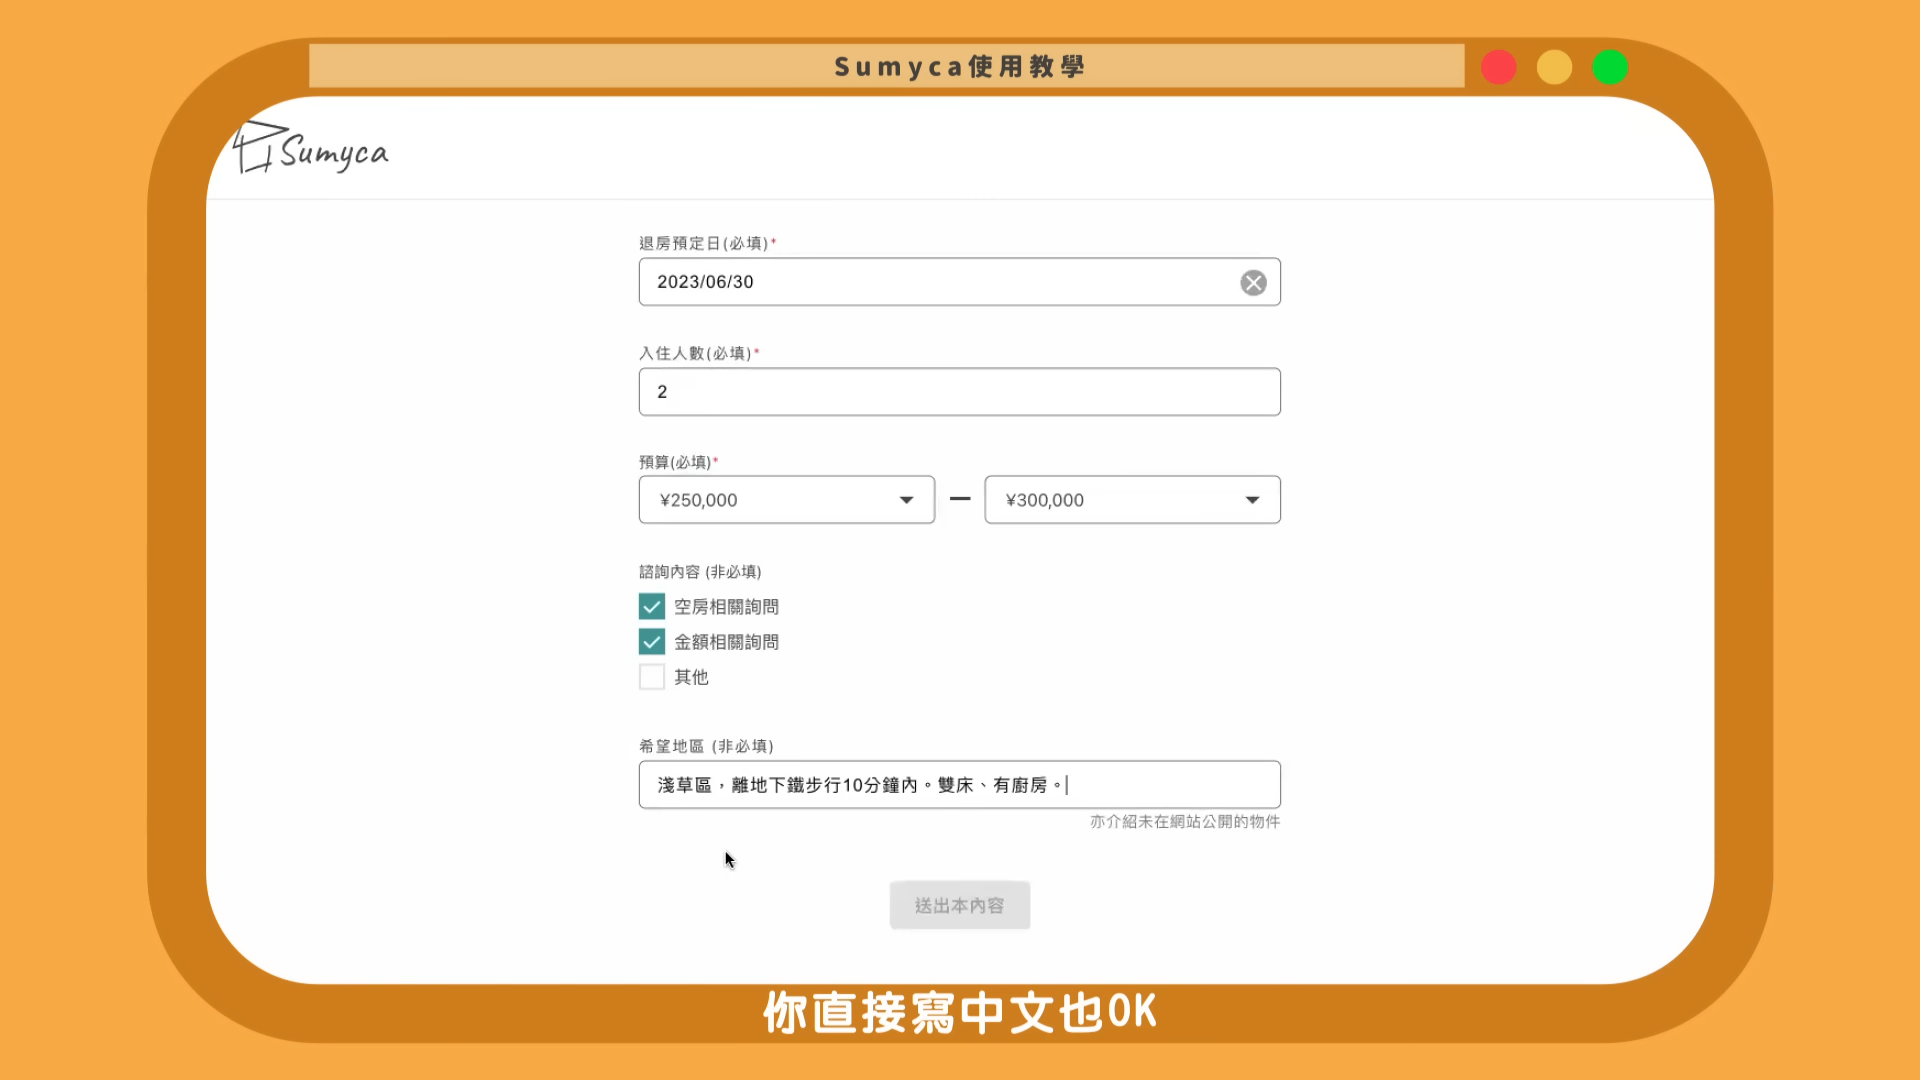 Sumyca使用教學
Sumyca
退房預定日(必填)*
2023/06/30
入住人數(必填)*
2
預算(必填)*
¥250,000 — ¥300,000
諮詢內容 (非必填)
空房相關詢問
金額相關詢問
其他
希望地區 (非必填)
淺草區，離地下鐵步行10分鐘內。雙床、有廚房。
亦介紹未在網站公開的物件
送出本內容
你直接寫中文也OK